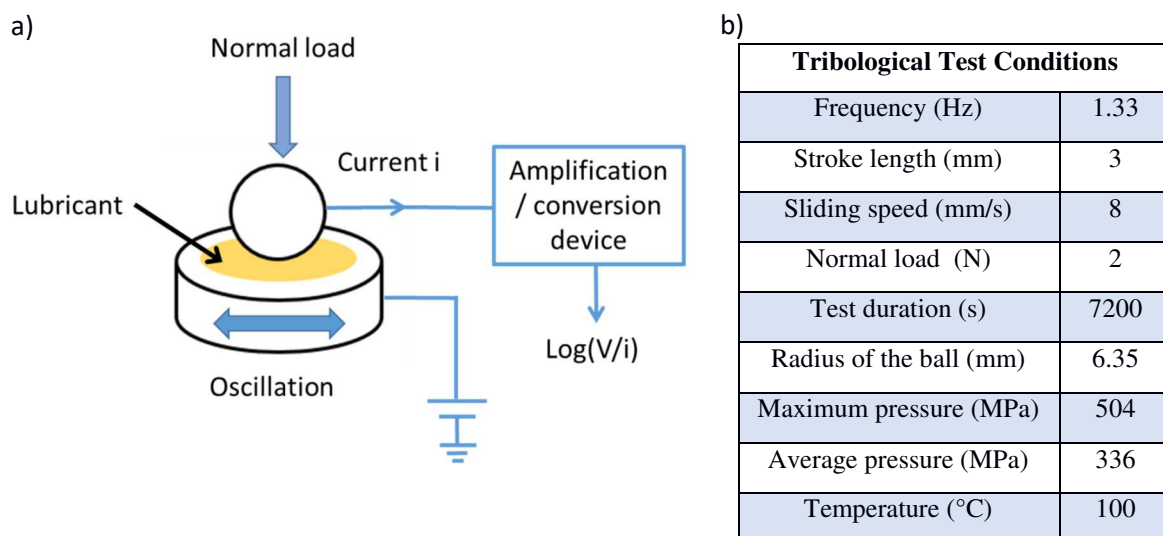 a)
Normal load
Current i
Lubricant
Amplification
/ conversion
device
Log(V/i)
Oscillation
b)
Tribological Test Conditions
Frequency (Hz) 1.33
Stroke length (mm) 3
Sliding speed (mm/s) 8
Normal load (N) 2
Test duration (s) 7200
Radius of the ball (mm) 6.35
Maximum pressure (MPa) 504
Average pressure (MPa) 336
Temperature (°C) 100